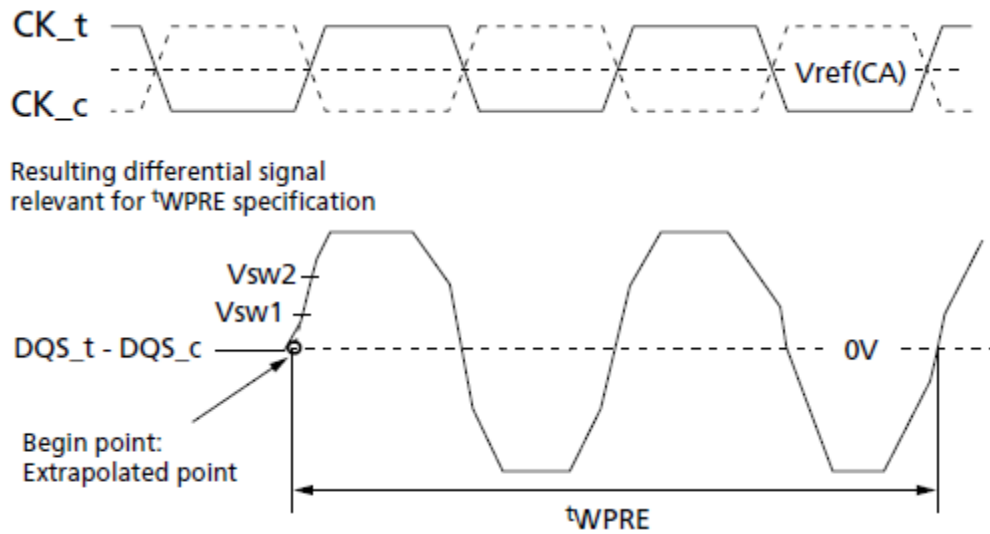 CK_t
Vref(CA)
CK_c
Resulting differential signal
relevant for tWPRE specification
Vsw2
Vsw1
DQS_t - DQS_c
0V
Begin point:
Extrapolated point
tWPRE